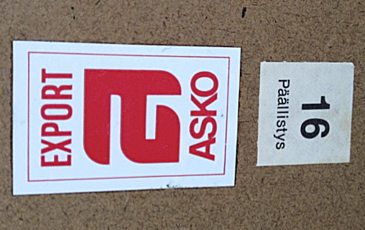 EXPORT
ASKO
16
Päällistys